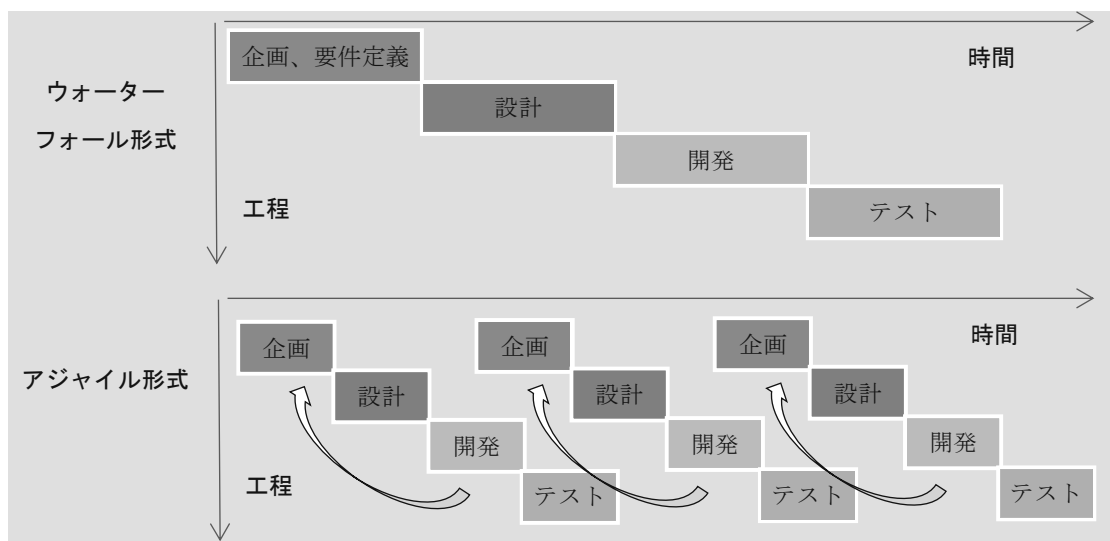 企画、要件定義
時間
ウォーター
フォール形式
設計
開発
工程
テスト
時間
企画
企画
企画
アジャイル形式
設計
設計
設計
開発
開発
開発
工程
テスト
テスト
テスト